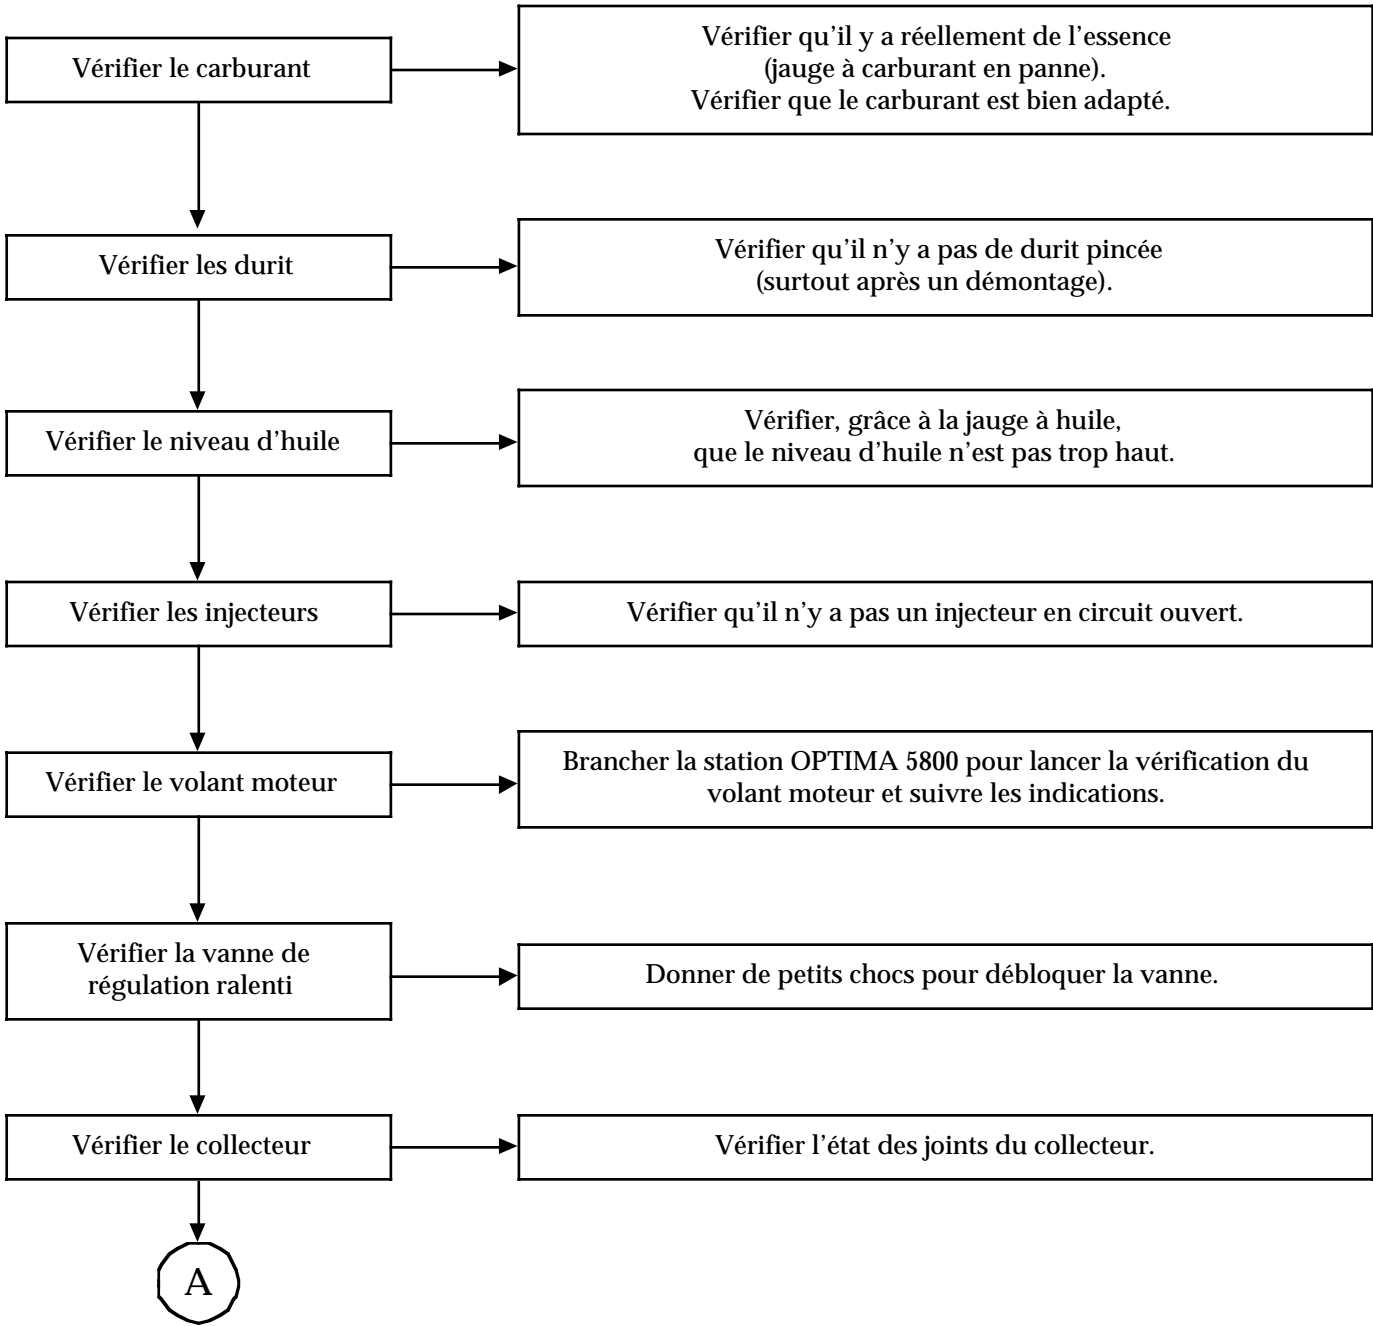 Vérifier le carburant
Vérifier qu'il y a réellement de l'essence
(jauge à carburant en panne).
Vérifier que le carburant est bien adapté.
Vérifier les durit
Vérifier qu'il n'y a pas de durit pincée
(surtout après un démontage).
Vérifier le niveau d'huile
Vérifier, grâce à la jauge à huile,
que le niveau d'huile n'est pas trop haut.
Vérifier les injecteurs
Vérifier qu'il n'y a pas un injecteur en circuit ouvert.
Vérifier le volant moteur
Brancher la station OPTIMA 5800 pour lancer la vérification du
volant moteur et suivre les indications.
Vérifier la vanne de
régulation ralenti
Donner de petits chocs pour débloquer la vanne.
Vérifier le collecteur
Vérifier l'état des joints du collecteur.
A